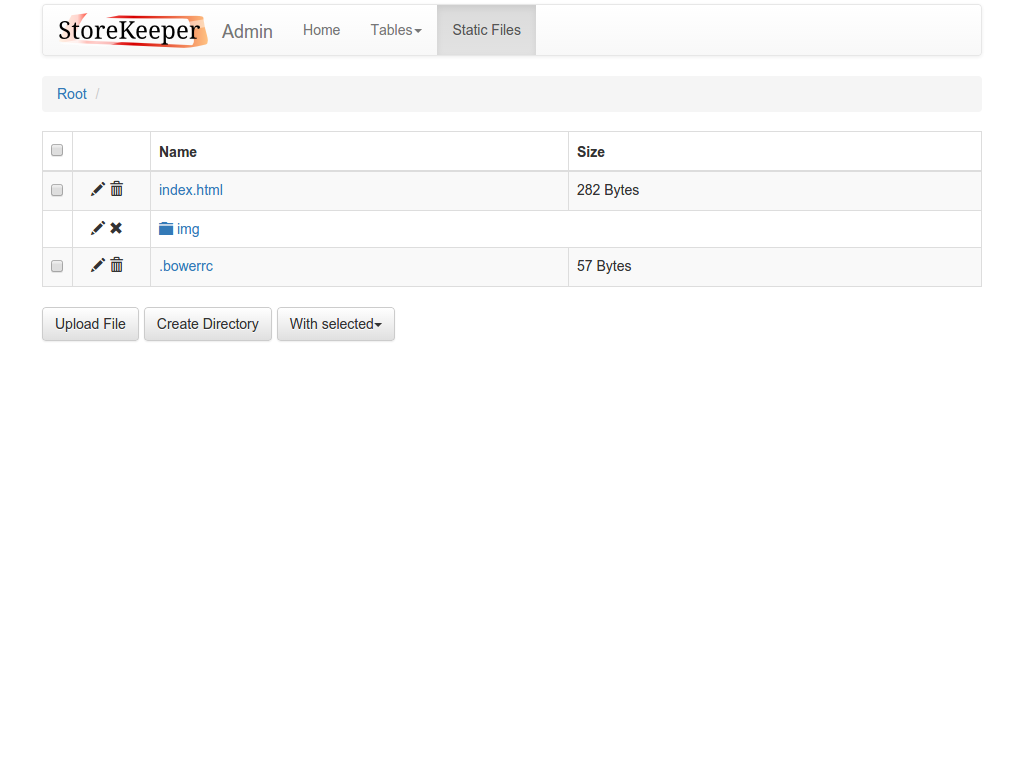 StoreKeeper Admin Home Tables Static Files
Root /
Name Size
index.html 282 Bytes
img
.bowerrc 57 Bytes
Upload File Create Directory With selected